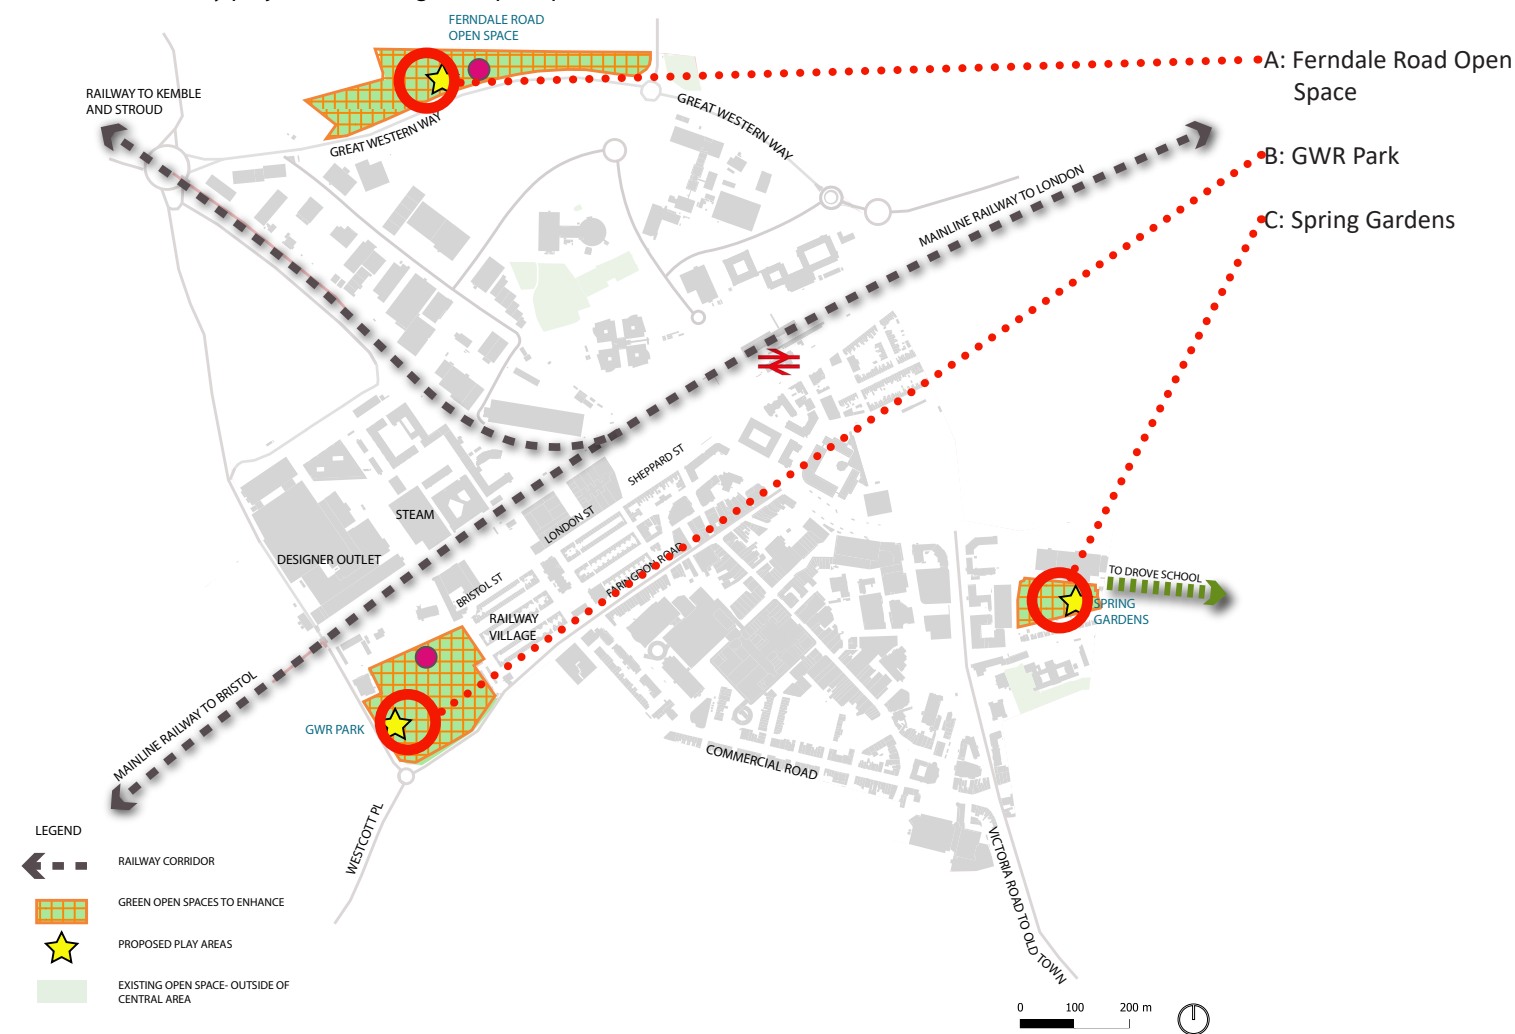 FERNDALE ROAD
OPEN SPACE
A: Ferndale Road Open
Space
RAILWAY TO KEMBLE
AND STROUD
GREAT WESTERN WAY
GREAT WESTERN WAY
B: GWR Park
MAINLINE RAILWAY TO LONDON
C: Spring Gardens
SHEPPARD ST
STEAM
LONDON ST
DESIGNER OUTLET
FARINGDON ROAD
BRISTOL ST
TO DROVE SCHOOL
RAILWAY
VILLAGE
SPRING
GARDENS
MAINLINE RAILWAY TO BRISTOL
GWR PARK
COMMERCIAL ROAD
WESTCOTT PL
VICTORIA ROAD TO OLD TOWN
LEGEND
RAILWAY CORRIDOR
GREEN OPEN SPACES TO ENHANCE
PROPOSED PLAY AREAS
EXISTING OPEN SPACE- OUTSIDE OF
CENTRAL AREA
0 100 200 m